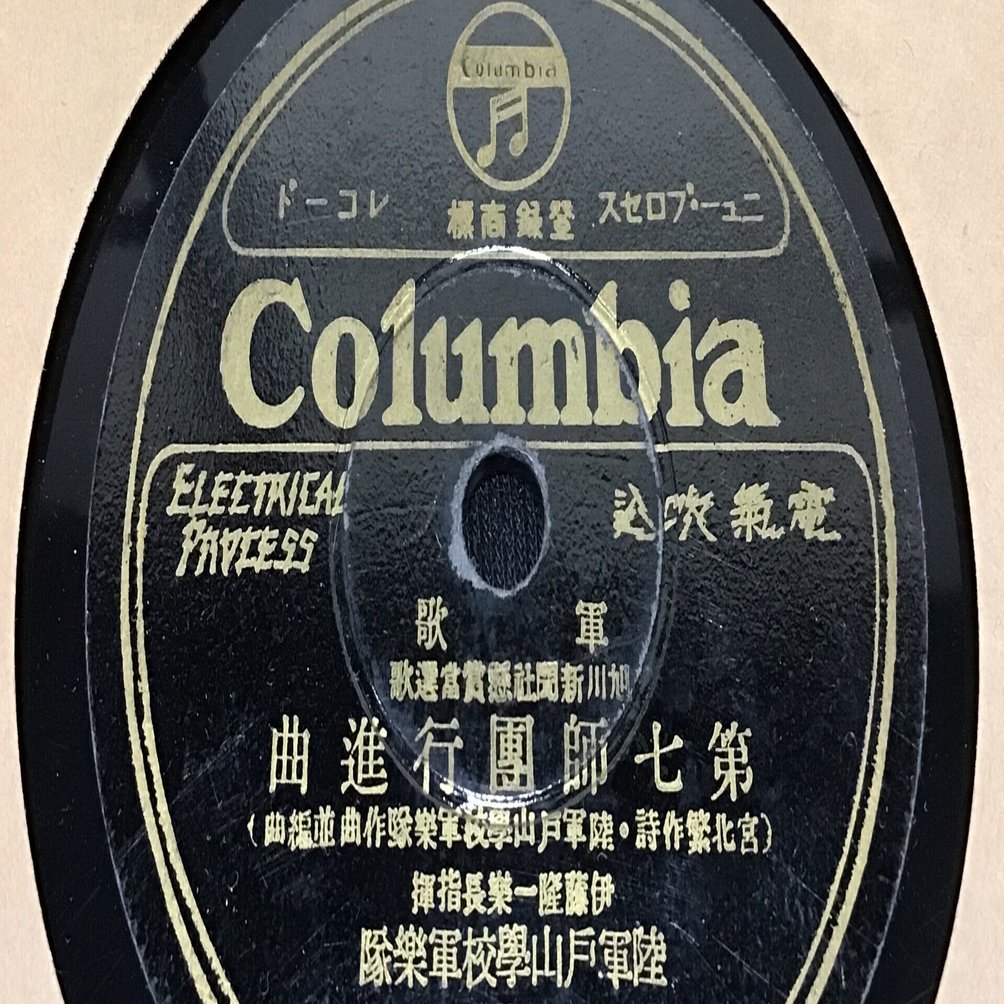 Columbia
ニュー・プロセス 登録商標 レコード
Columbia
ELECTRICAL
PROCESS
電氣吹込
軍歌
旭川新聞社懸賞當選歌
第七師團行進曲
(宮北繁作詩・陸軍戸山學校軍樂隊作曲並編曲)
伊藤隆一樂長指揮
陸軍戸山學校軍樂隊